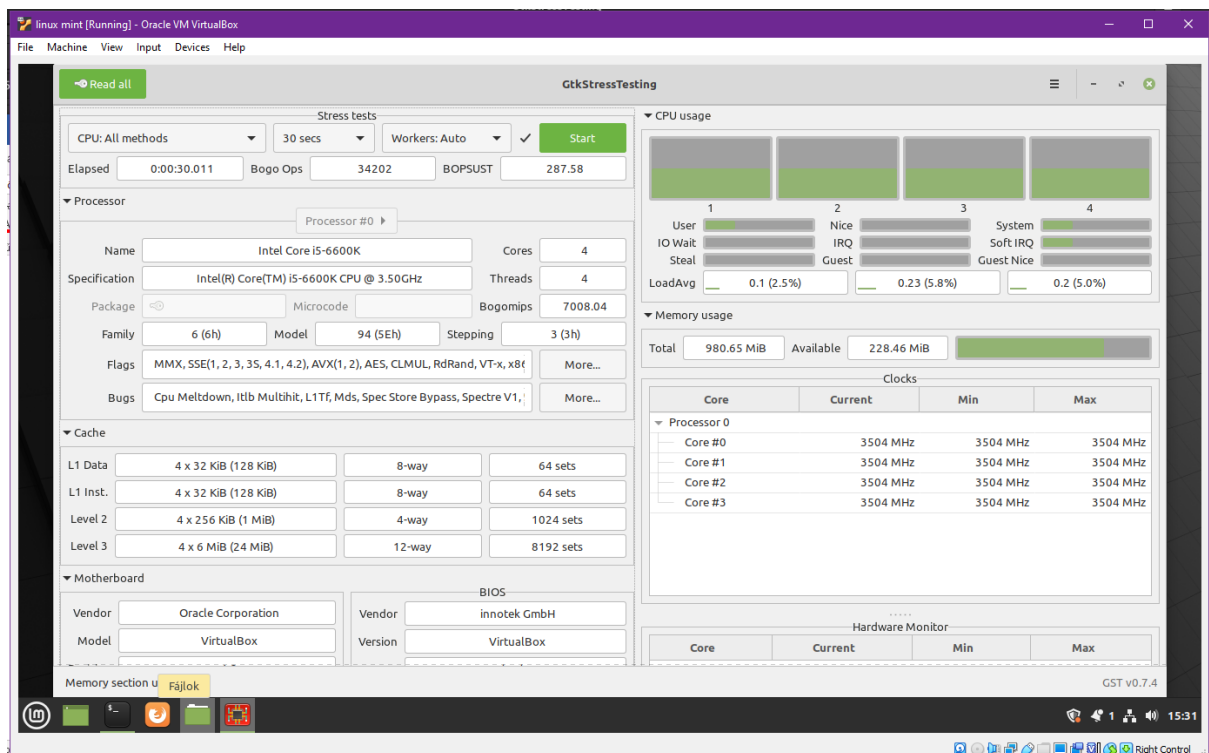 linux mint [Running] - Oracle VM VirtualBox
File Machine View Input Devices Help
Read all
GtkStressTesting
Stress tests
CPU: All methods 30 secs Workers: Auto Start
Elapsed 0:00:30.011 Bogo Ops 34202 BOPSUST 287.58
Processor
Processor #0
Name Intel Core i5-6600K Cores 4
Specification Intel(R) Core(TM) i5-6600K CPU @ 3.50GHz Threads 4
Package Microcode Bogomips 7008.04
Family 6 (6h) Model 94 (5Eh) Stepping 3 (3h)
Flags MMX, SSE(1, 2, 3, 3S, 4.1, 4.2), AVX(1, 2), AES, CLMUL, RdRand, VT-x, x86 More...
Bugs Cpu Meltdown, Itlb Multihit, L1Tf, Mds, Spec Store Bypass, Spectre V1, More...
Cache
L1 Data 4 x 32 KiB (128 KiB) 8-way 64 sets
L1 Inst. 4 x 32 KiB (128 KiB) 8-way 64 sets
Level 2 4 x 256 KiB (1 MiB) 4-way 1024 sets
Level 3 4 x 6 MiB (24 MiB) 12-way 8192 sets
Motherboard
BIOS
Vendor Oracle Corporation Vendor innotek GmbH
Model VirtualBox Version VirtualBox
CPU usage
1 2 3 4
User Nice System
IO Wait IRQ Soft IRQ
Steal Guest Guest Nice
LoadAvg 0.1 (2.5%) 0.23 (5.8%) 0.2 (5.0%)
Memory usage
Total 980.65 MiB Available 228.46 MiB
Clocks
Core Current Min Max
Processor 0
Core #0 3504 MHz 3504 MHz 3504 MHz
Core #1 3504 MHz 3504 MHz 3504 MHz
Core #2 3504 MHz 3504 MHz 3504 MHz
Core #3 3504 MHz 3504 MHz 3504 MHz
Hardware Monitor
Core Current Min Max
Memory section u
Fájlok
GST v0.7.4
1 15:31
Right Control